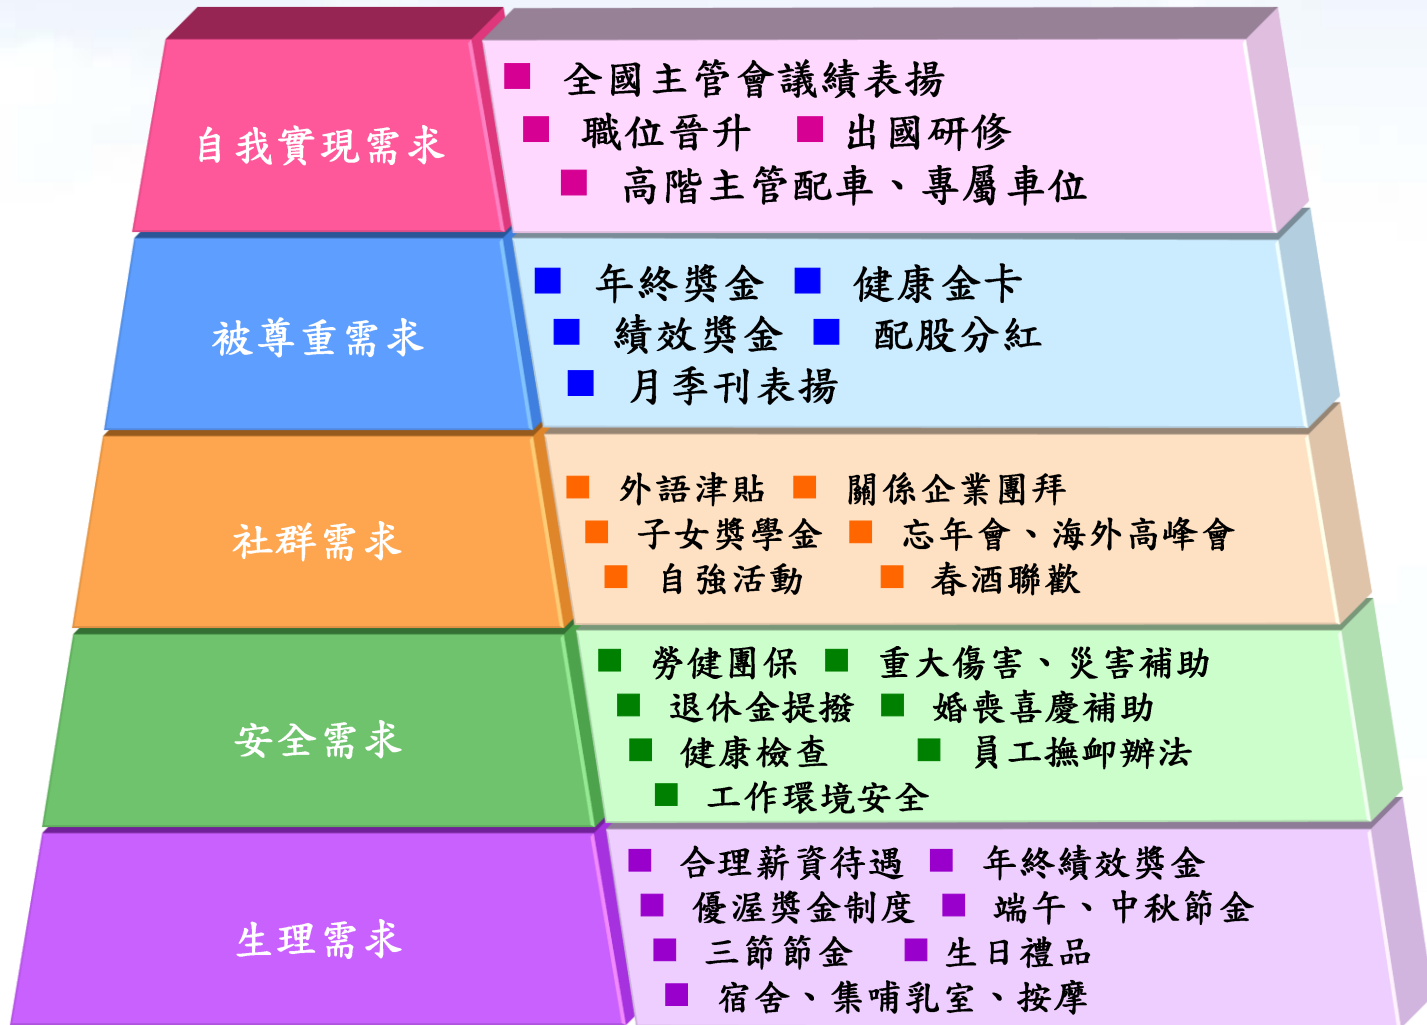 自我實現需求
■ 全國主管會議績表揚
■ 職位晉升 ■ 出國研修
■ 高階主管配車、專屬車位
被尊重需求
■ 年終獎金 ■ 健康金卡
■ 績效獎金 ■ 配股分紅
■ 月季刊表揚
社群需求
■ 外語津貼 ■ 關係企業團拜
■ 子女獎學金 ■ 忘年會、海外高峰會
■ 自強活動 ■ 春酒聯歡
安全需求
■ 勞健團保 ■ 重大傷害、災害補助
■ 退休金提撥 ■ 婚喪喜慶補助
■ 健康檢查 ■ 員工撫卹辦法
■ 工作環境安全
生理需求
■ 合理薪資待遇 ■ 年終績效獎金
■ 優渥獎金制度 ■ 端午、中秋節金
■ 三節節金 ■ 生日禮品
■ 宿舍、集哺乳室、按摩